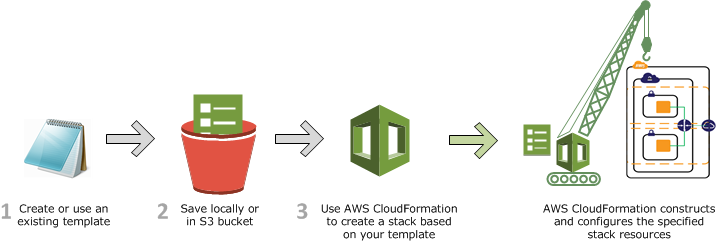 1 Create or use an
existing template
2 Save locally or
in S3 bucket
3 Use AWS CloudFormation
to create a stack based
on your template
aws
AWS CloudFormation constructs
and configures the specified
stack resources